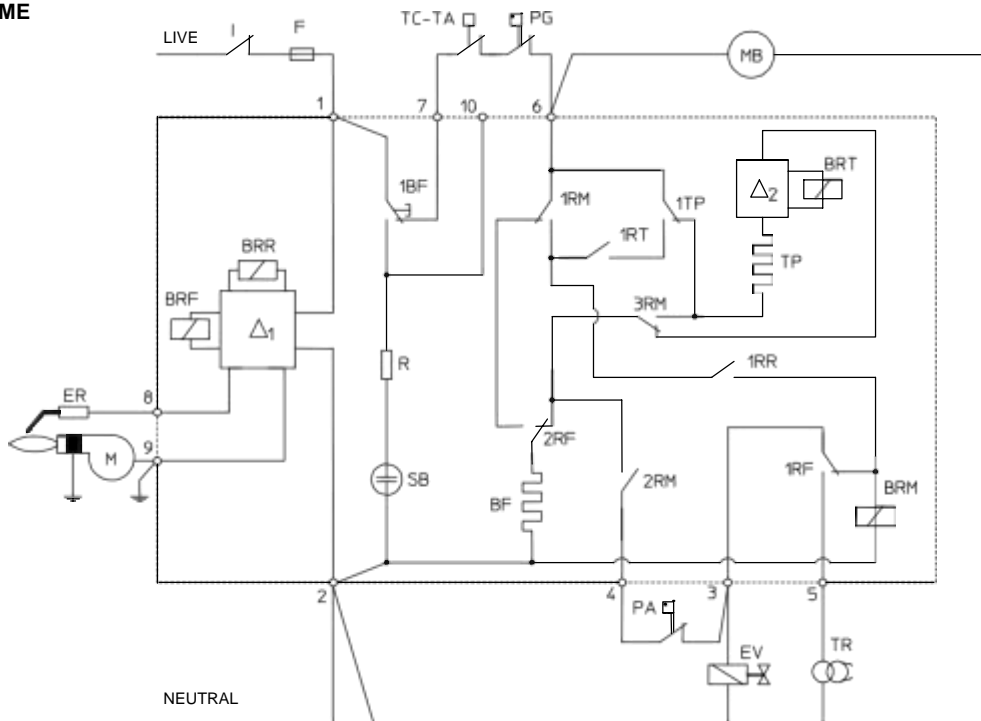 ME
LIVE
I
F
TC-TA
PG
MB
1
7
10
6
1BF
1RM
1TP
1RT
Δ2
BRT
TP
BRR
BRF
Δ1
3RM
R
1RR
ER
8
9
M
SB
2RF
BF
2RM
1RF
BRM
2
4
3
5
PA
EV
TR
NEUTRAL